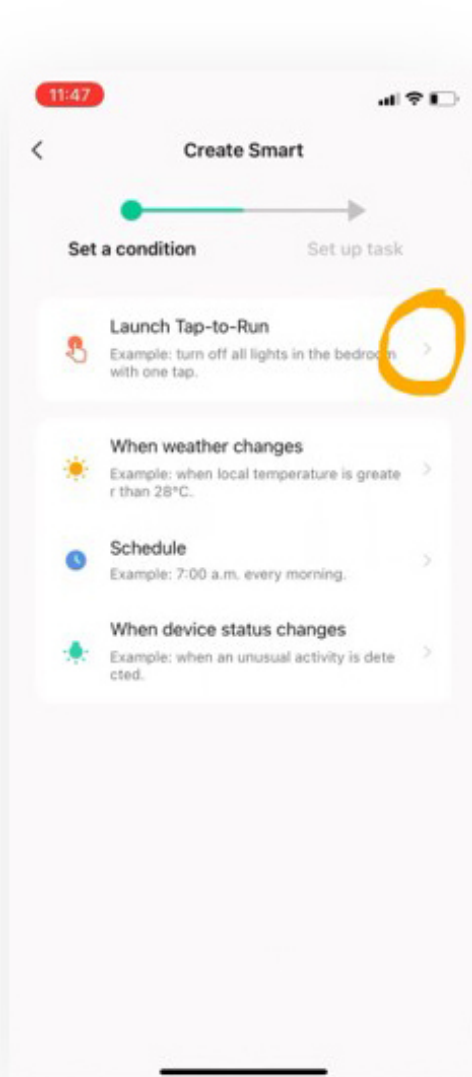 11:47
Create Smart
Set a condition
Set up task
Launch Tap-to-Run
Example: turn off all lights in the bedroom
with one tap.
When weather changes
Example: when local temperature is greate
r than 28°C.
Schedule
Example: 7:00 a.m. every morning.
When device status changes
Example: when an unusual activity is dete
cted.